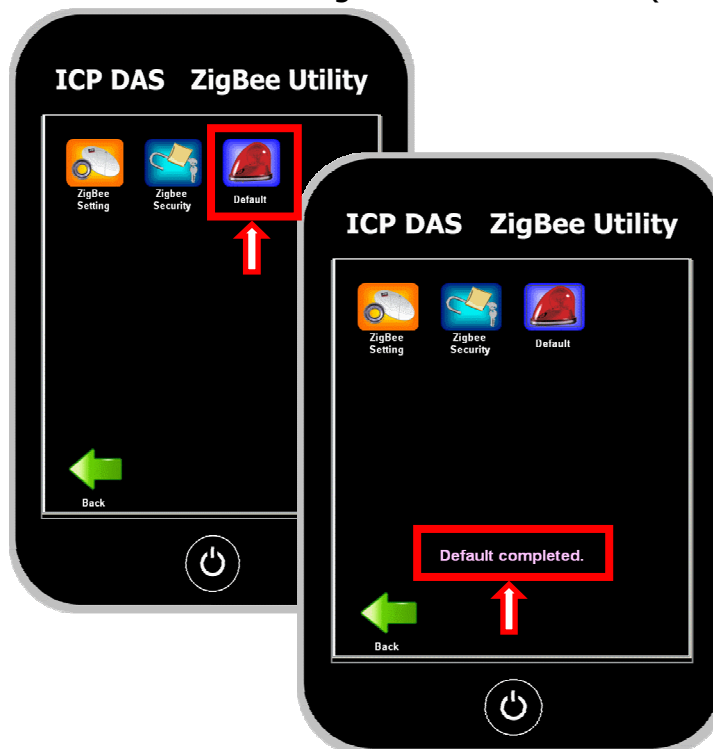 ICP DAS ZigBee Utility
ZigBee
Setting
Zigbee
Security
Default
Back
ICP DAS ZigBee Utility
ZigBee
Setting
Zigbee
Security
Default
Default completed.
Back